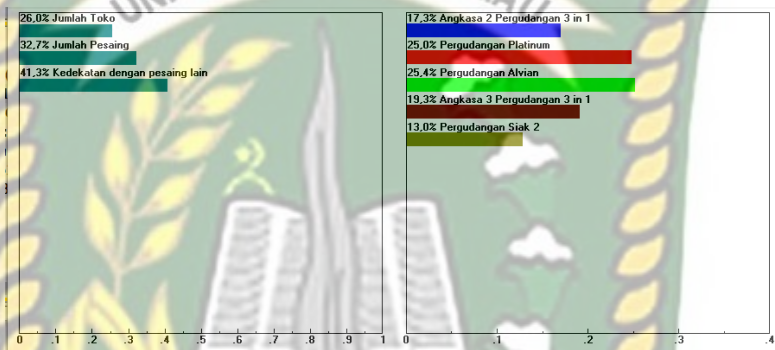 26,0% Jumlah Toko
32,7% Jumlah Pesaing
41,3% Kedekatan dengan pesaing lain
0 .1 .2 .3 .4 .5 .6 .7 .8 .9 1
17,3% Angkasa 2 Pergudangan 3 in 1
25,0% Pergudangan Platinum
25,4% Pergudangan Alvian
19,3% Angkasa 3 Pergudangan 3 in 1
13,0% Pergudangan Siak 2
0 .1 .2 .3 .4